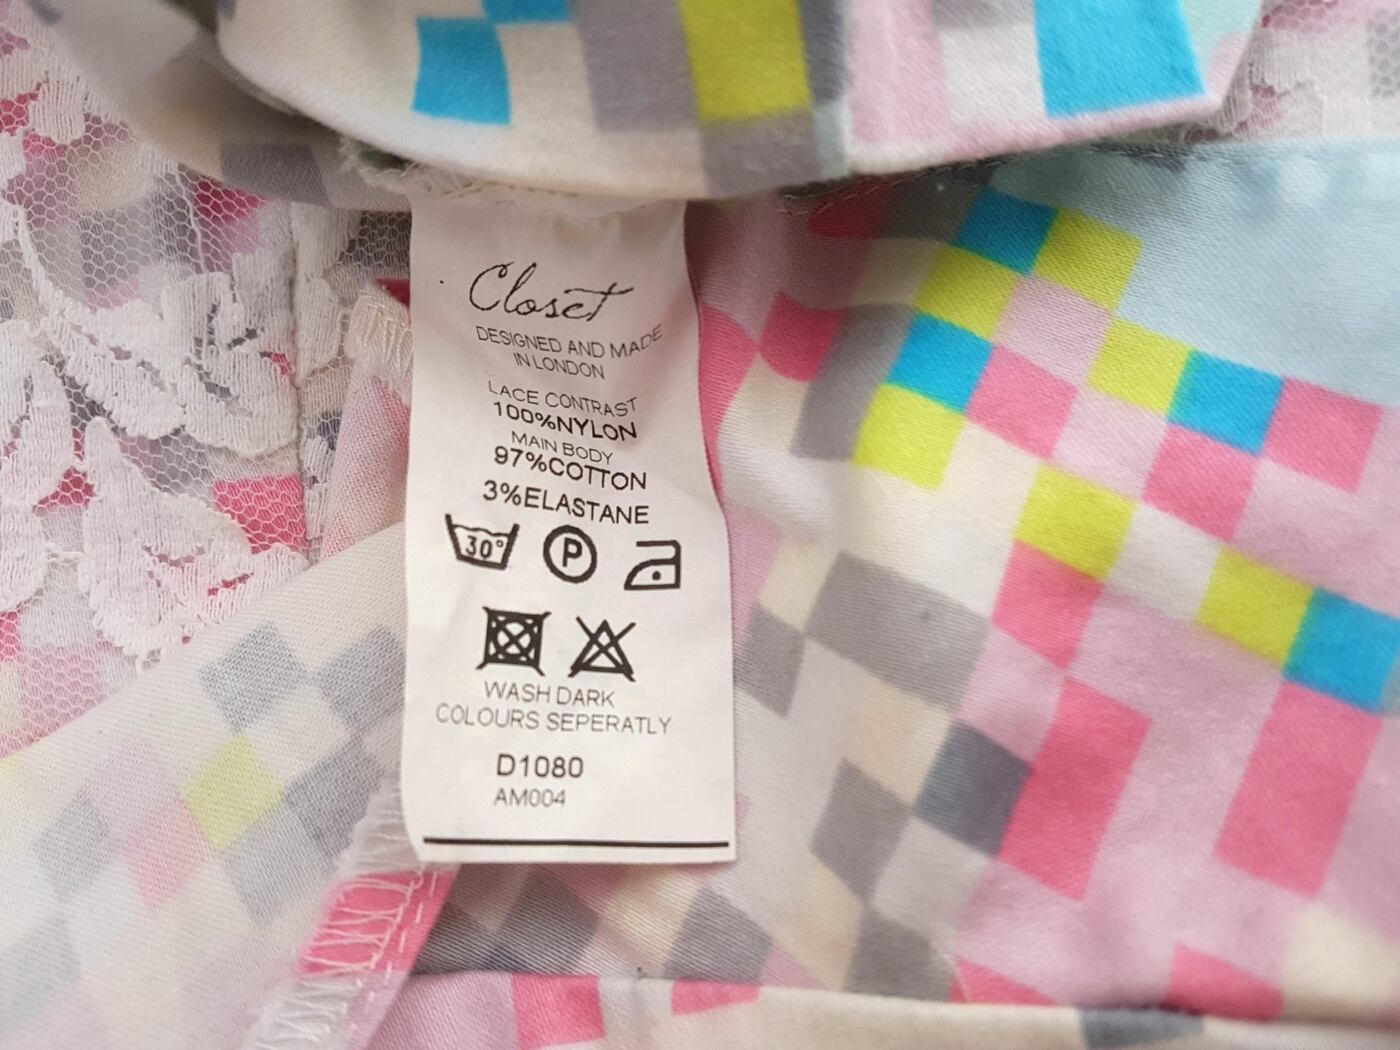 Closet
DESIGNED AND MADE
IN LONDON
LACE CONTRAST
100%NYLON
MAIN BODY
97%COTTON
3%ELASTANE
30°
P
WASH DARK
COLOURS SEPERATLY
D1080
AM004